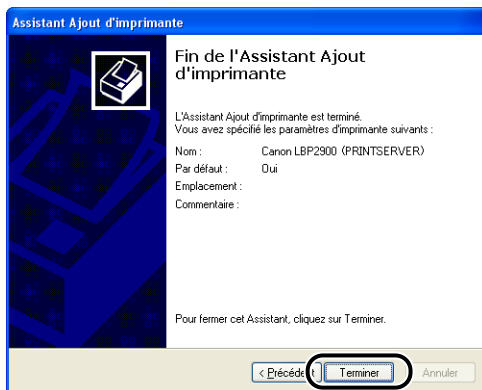 Assistant Ajout d'imprimante
Fin de l'Assistant Ajout
d'imprimante
L'Assistant Ajout d'imprimante est terminé.
Vous avez spécifié les paramètres d'imprimante suivants :
Nom : Canon LBP2900 (PRINTSERVER)
Par défaut : Oui
Emplacement :
Commentaire :
Pour fermer cet Assistant, cliquez sur Terminer.
< Précédent Terminer Annuler